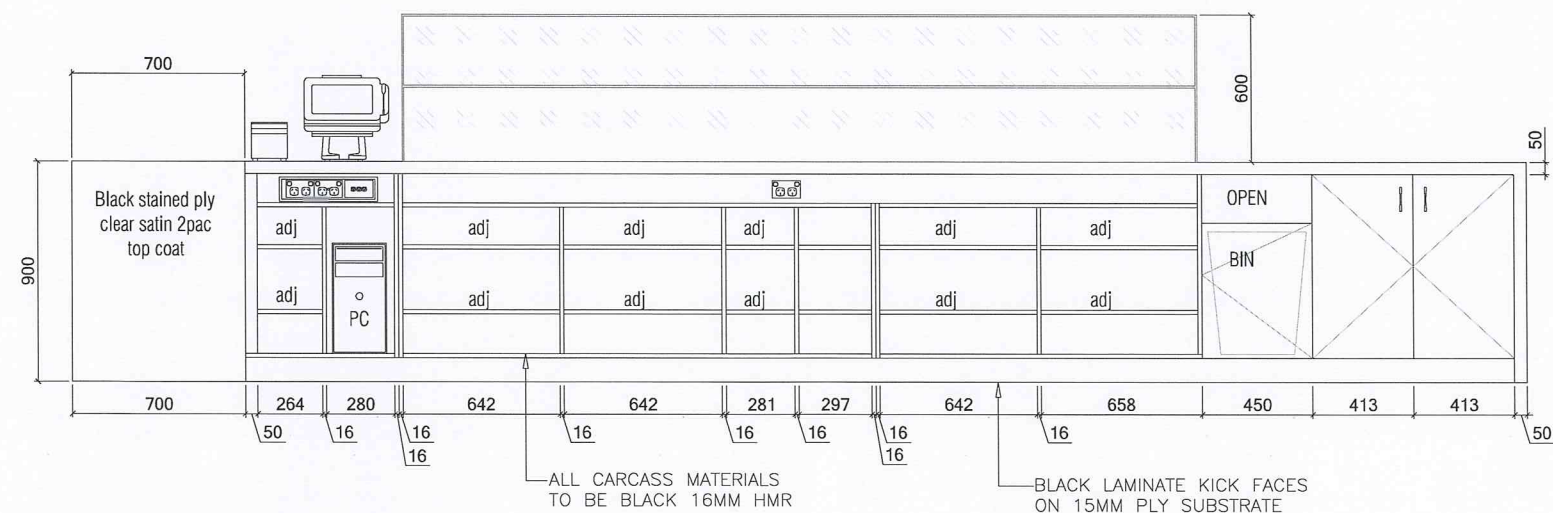 700
600
50
900
Black stained ply
clear satin 2pac
top coat
adj
adj
PC
adj
adj
adj
adj
adj
adj
adj
adj
adj
adj
OPEN
BIN
700
264
280
642
642
281
297
642
658
450
413
413
50
16
16
16
16
16
16
16
16
16
50
ALL CARCASS MATERIALS
TO BE BLACK 16MM HMR
BLACK LAMINATE KICK FACES
ON 15MM PLY SUBSTRATE